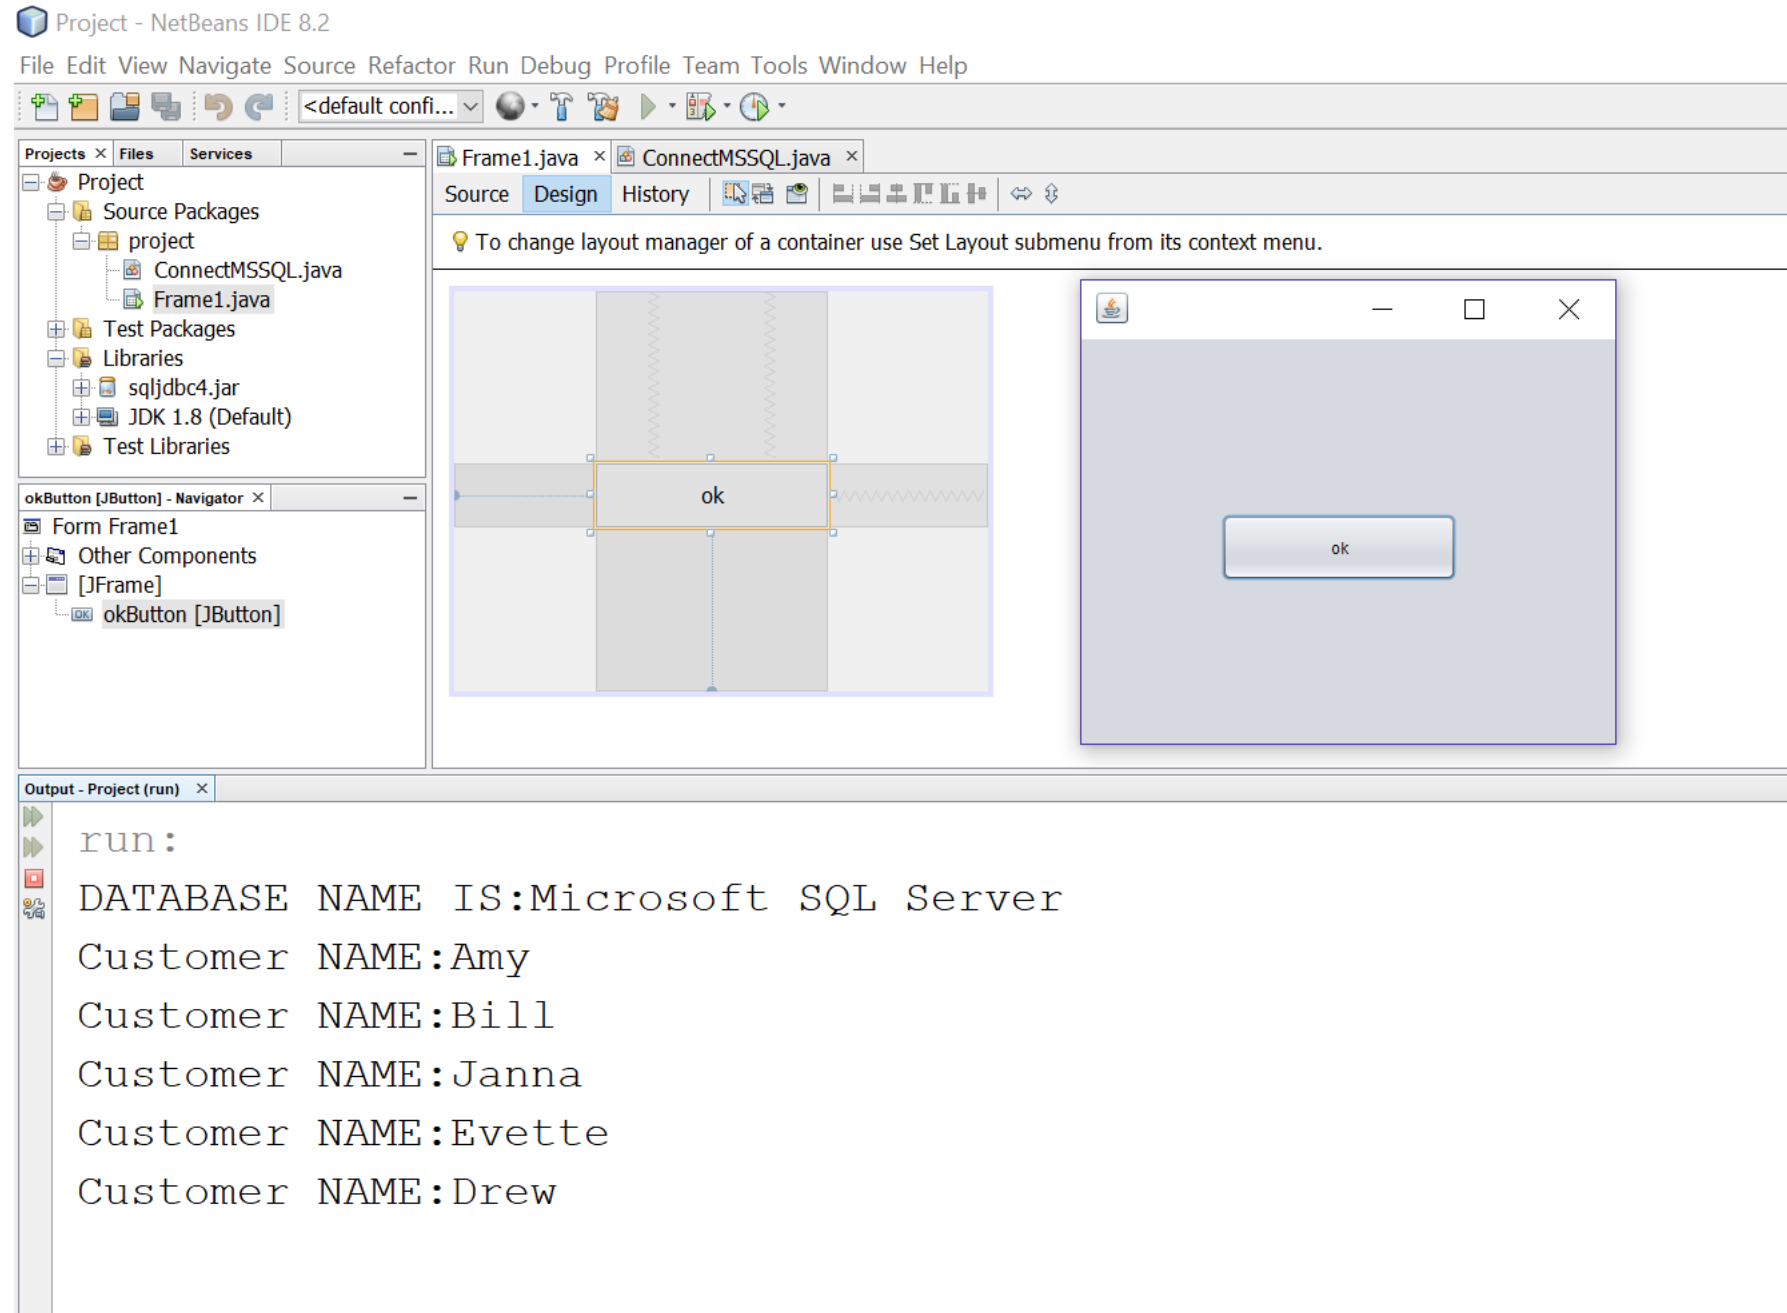 Project - NetBeans IDE 8.2
File Edit View Navigate Source Refactor Run Debug Profile Team Tools Window Help
<default confi...
Projects Files Services
Project
Source Packages
project
ConnectMSSQL.java
Frame1.java
Test Packages
Libraries
sqljdbc4.jar
JDK 1.8 (Default)
Test Libraries
okButton [JButton] - Navigator
Form Frame1
Other Components
[JFrame]
OK okButton [JButton]
Frame1.java ConnectMSSQL.java
Source Design History
To change layout manager of a container use Set Layout submenu from its context menu.
ok
ok
Output - Project (run)
run:
DATABASE NAME IS:Microsoft SQL Server
Customer NAME:Amy
Customer NAME:Bill
Customer NAME:Janna
Customer NAME:Evette
Customer NAME:Drew